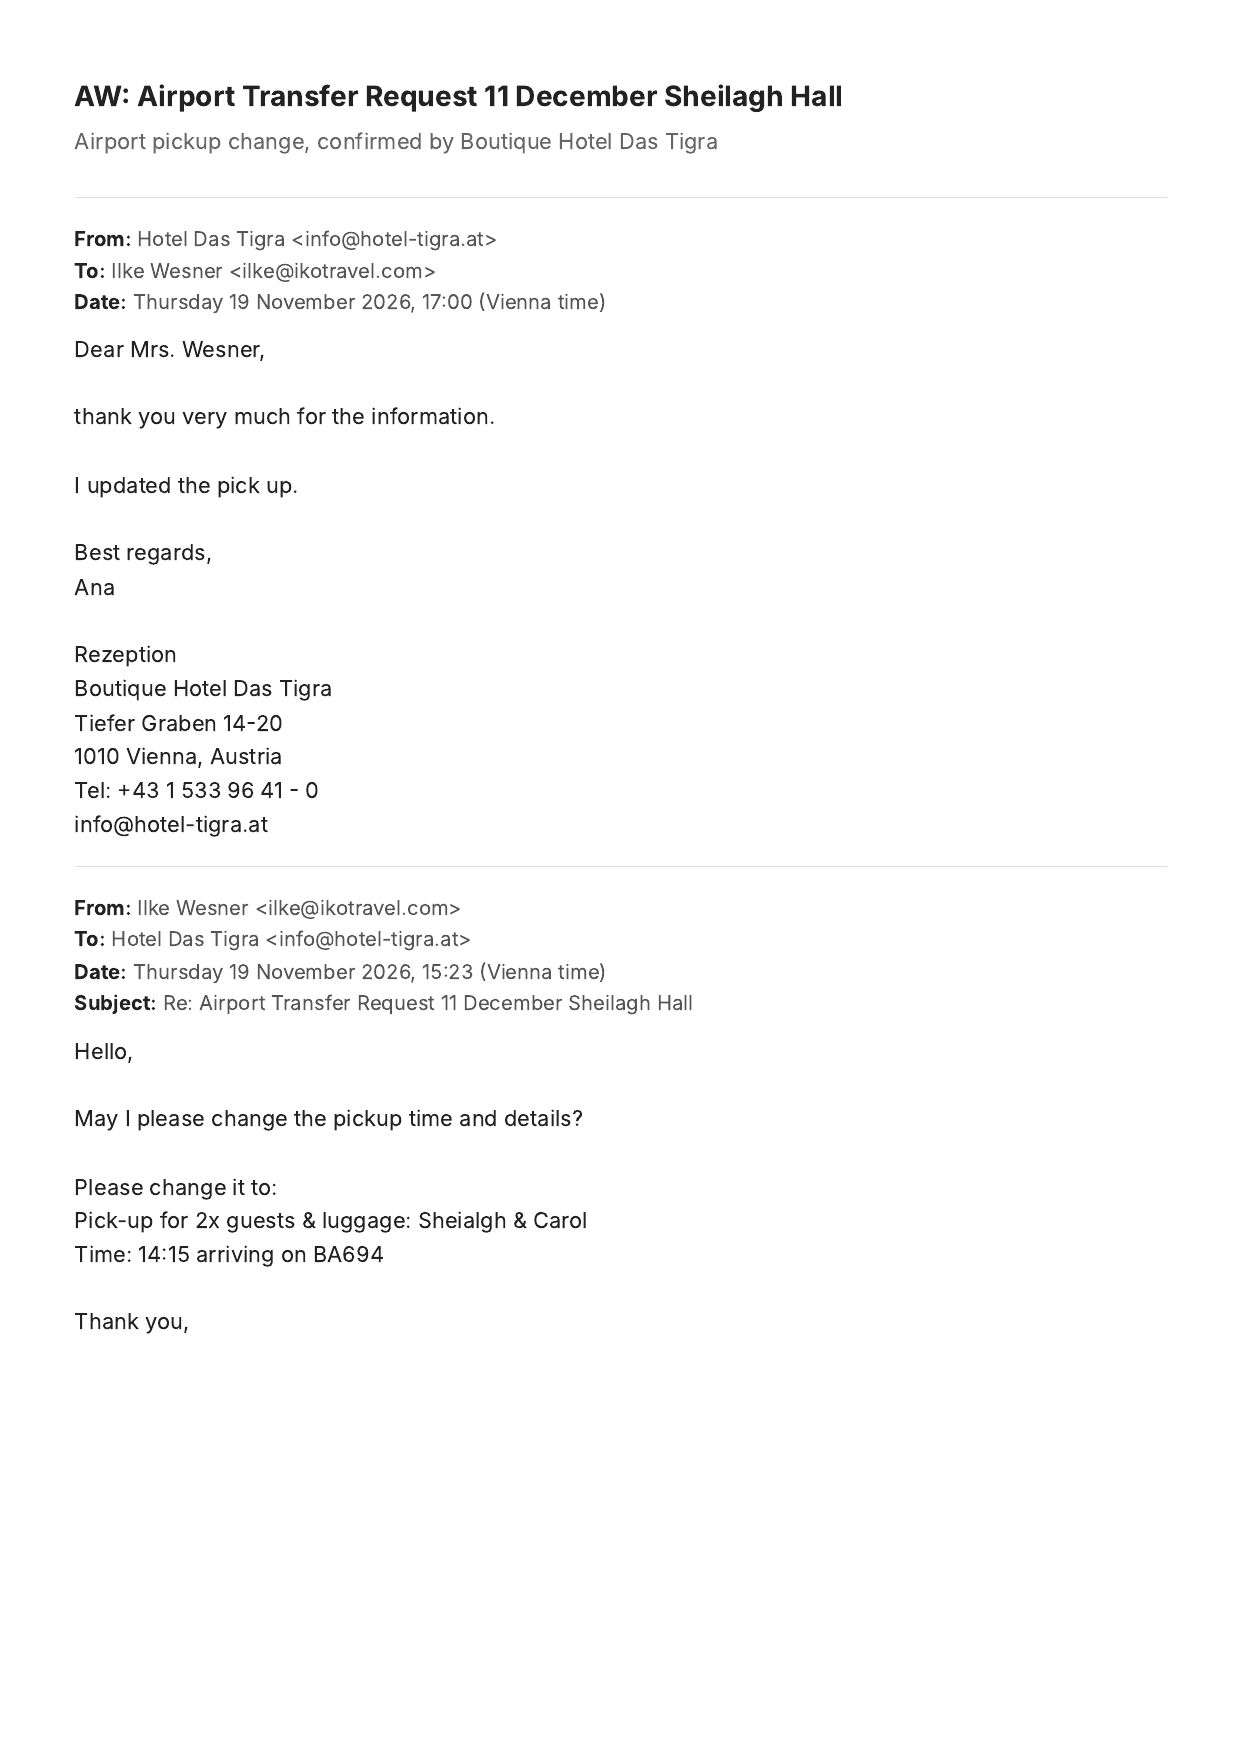 AW: Airport Transfer Request 11 December Sheilagh Hall
Airport pickup change, confirmed by Boutique Hotel Das Tigra
From: Hotel Das Tigra <info@hotel-tigra.at>
To: Ilke Wesner <ilke@ikotravel.com>
Date: Thursday 19 November 2026, 17:00 (Vienna time)
Dear Mrs. Wesner,
thank you very much for the information.
I updated the pick up.
Best regards,
Ana
Rezeption
Boutique Hotel Das Tigra
Tiefer Graben 14-20
1010 Vienna, Austria
Tel: +43 1 533 96 41 - 0
info@hotel-tigra.at
From: Ilke Wesner <ilke@ikotravel.com>
To: Hotel Das Tigra <info@hotel-tigra.at>
Date: Thursday 19 November 2026, 15:23 (Vienna time)
Subject: Re: Airport Transfer Request 11 December Sheilagh Hall
Hello,
May I please change the pickup time and details?
Please change it to:
Pick-up for 2x guests & luggage: Sheialgh & Carol
Time: 14:15 arriving on BA694
Thank you,